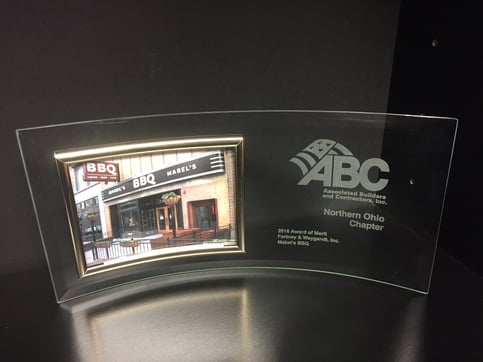 BBQ
MABEL'S
BBQ
MABEL'S
ABC
Associated Builders
and Contractors, Inc.
Northern Ohio
Chapter
2016 Award of Merit
Fortney & Weygandt, Inc.
Mabel's BBQ